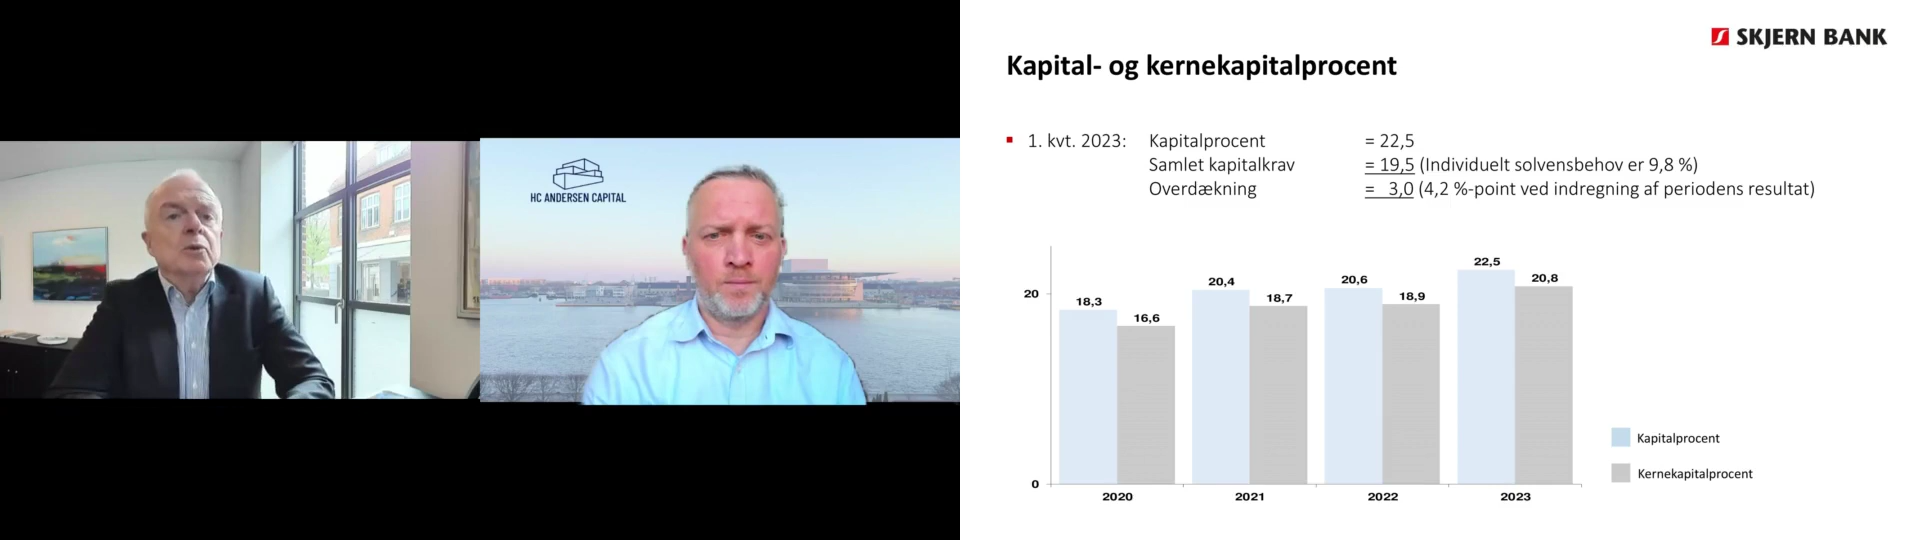 HC ANDERSEN CAPITAL
SKJERN BANK
Kapital- og kernekapitalprocent
1. kvt. 2023: Kapitalprocent = 22,5
Samlet kapitalkrav = 19,5 (Individuelt solvensbehov er 9,8 %)
Overdækning = 3,0 (4,2 %-point ved indregning af periodens resultat)
20
0
18,3
16,6
20,4
18,7
20,6
18,9
22,5
20,8
2020
2021
2022
2023
Kapitalprocent
Kernekapitalprocent